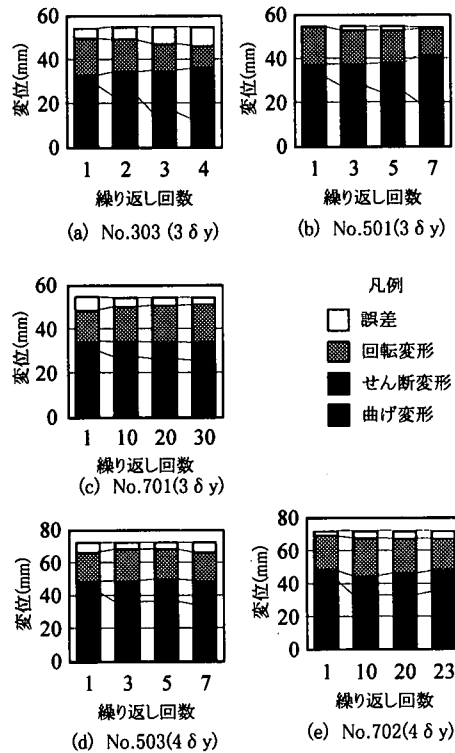 60
40
20
0
変位(mm)
1 2 3 4
繰り返し回数
(a) No.303 (3 δ y)
60
40
20
0
変位(mm)
1 3 5 7
繰り返し回数
(b) No.501(3 δ y)
60
40
20
0
変位(mm)
1 10 20 30
繰り返し回数
(c) No.701(3 δ y)
凡例
誤差
回転変形
せん断変形
曲げ変形
80
60
40
20
0
変位(mm)
1 3 5 7
繰り返し回数
(d) No.503(4 δ y)
80
60
40
20
0
変位(mm)
1 10 20 23
繰り返し回数
(e) No.702(4 δ y)